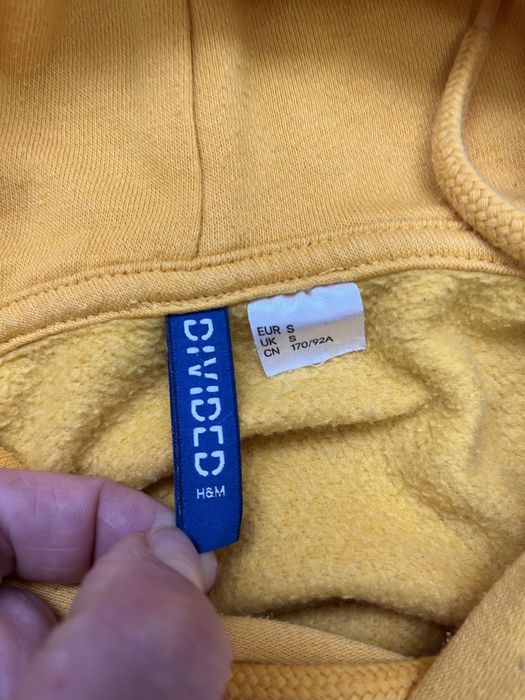 DIVIDED
H&M
EUR S
UK S
CN 170/92A